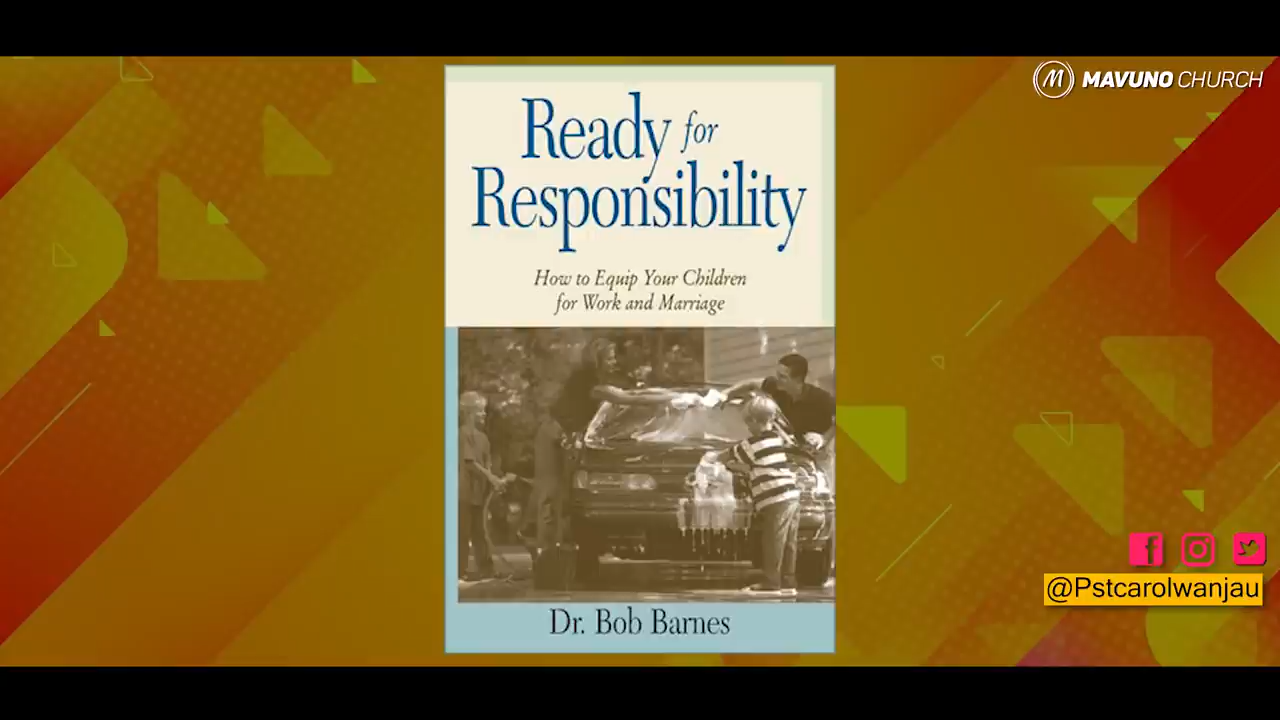 MAVUNO CHURCH
Ready for
Responsibility
How to Equip Your Children
for Work and Marriage
Dr. Bob Barnes
@Pstcarolwanjau